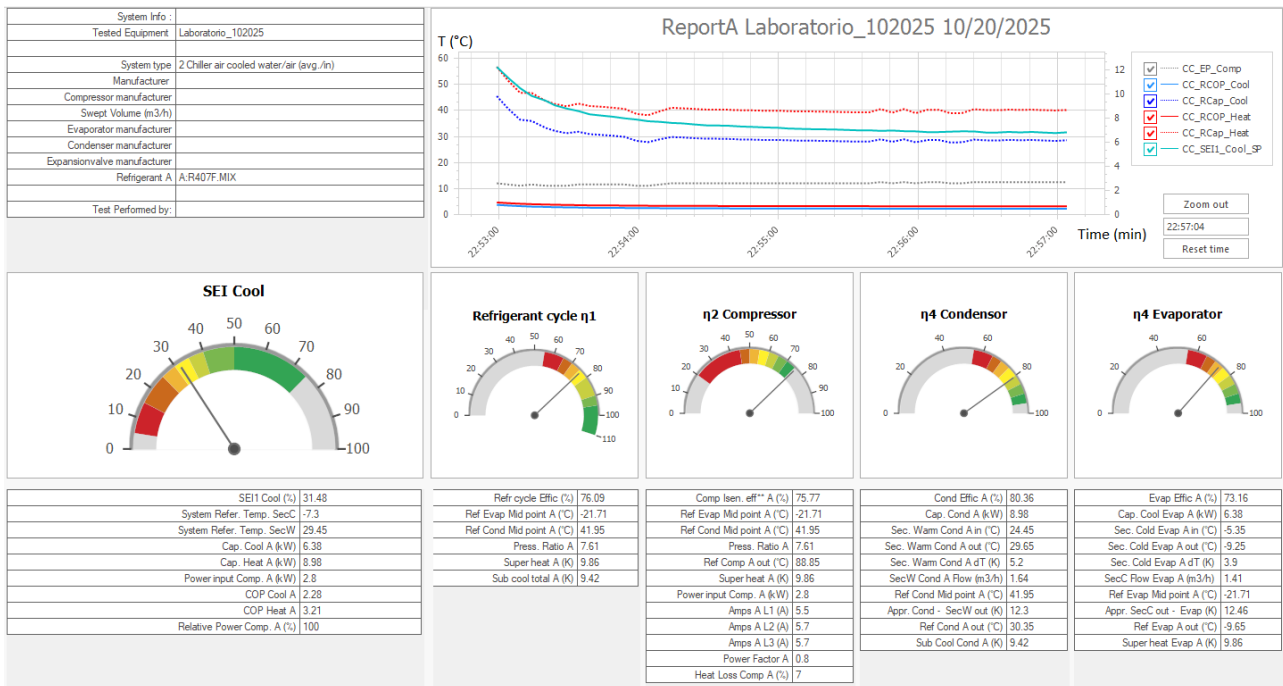 System Info :
Tested Equipment Laboratorio_102025
System type 2 Chiller air cooled water/air (avg./in)
Manufacturer
Compressor manufacturer
Swept Volume (m3/h)
Evaporator manufacturer
Condenser manufacturer
Expansionvalve manufacturer
Refrigerant A A:R407F.MIX
Test Performed by:
ReportA Laboratorio_102025 10/20/2025
T (°C)
60
50
40
30
20
10
0
12
10
8
6
4
2
0
22:53:00
22:54:00
22:55:00
22:56:00
22:57:00
Time (min)
CC_EP_Comp
CC_RCOP_Cool
CC_RCap_Cool
CC_RCOP_Heat
CC_RCap_Heat
CC_SEI1_Cool_SP
Zoom out
22:57:04
Reset time
SEI Cool
0 10 20 30 40 50 60 70 80 90 100
Refrigerant cycle η1
0 10 20 30 40 50 60 70 80 90 100 110
η2 Compressor
0 10 20 30 40 50 60 70 80 90 100
η4 Condensor
0 20 40 60 80 100
η4 Evaporator
0 20 40 60 80 100
SEI1 Cool (%) 31.48
System Refer. Temp. SecC -7.3
System Refer. Temp. SecW 29.45
Cap. Cool A (kW) 6.38
Cap. Heat A (kW) 8.98
Power input Comp. A (kW) 2.8
COP Cool A 2.28
COP Heat A 3.21
Relative Power Comp. A (%) 100
Refr cycle Effic (%) 76.09
Ref Evap Mid point A (°C) -21.71
Ref Cond Mid point A (°C) 41.95
Press. Ratio A 7.61
Super heat A (K) 9.86
Sub cool total A (K) 9.42
Comp Isen. eff** A (%) 75.77
Ref Evap Mid point A (°C) -21.71
Ref Cond Mid point A (°C) 41.95
Press. Ratio A 7.61
Ref Comp A out (°C) 88.85
Super heat A (K) 9.86
Power input Comp. A (kW) 2.8
Amps A L1 (A) 5.5
Amps A L2 (A) 5.7
Amps A L3 (A) 5.7
Power Factor A 0.8
Heat Loss Comp A (%) 7
Cond Effic A (%) 80.36
Cap. Cond A (kW) 8.98
Sec. Warm Cond A in (°C) 24.45
Sec. Warm Cond A out (°C) 29.65
Sec. Warm Cond A dT (K) 5.2
SecW Cond A Flow (m3/h) 1.64
Ref Cond Mid point A (°C) 41.95
Appr. Cond - SecW out (K) 12.3
Ref Cond A out (°C) 30.35
Sub Cool Cond A (K) 9.42
Evap Effic A (%) 73.16
Cap. Cool Evap A (kW) 6.38
Sec. Cold Evap A in (°C) -5.35
Sec. Cold Evap A out (°C) -9.25
Sec. Cold Evap A dT (K) 3.9
SecC Flow Evap A (m3/h) 1.41
Ref Evap Mid point A (°C) -21.71
Appr. SecC out - Evap (K) 12.46
Ref Evap A out (°C) -9.65
Super heat Evap A (K) 9.86